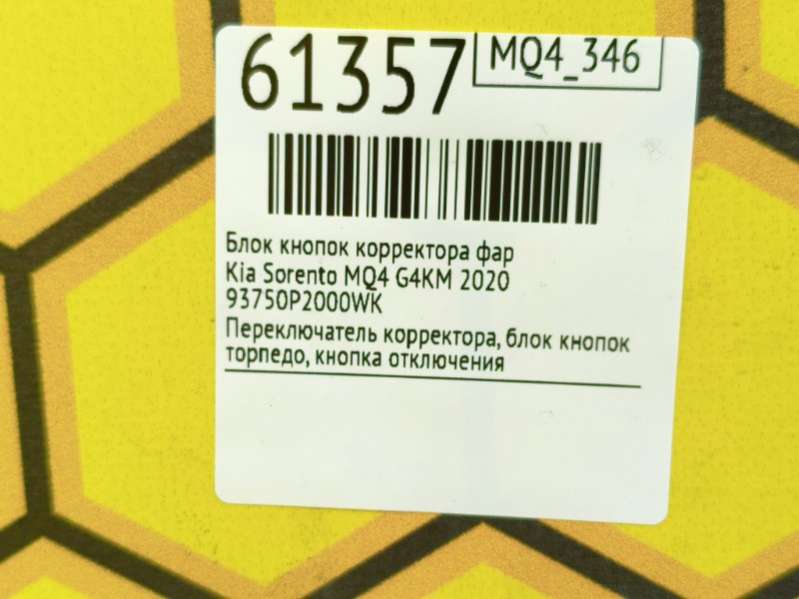 61357
MQ4_346
Блок кнопок корректора фар
Kia Sorento MQ4 G4KM 2020
93750P2000WK
Переключатель корректора, блок кнопок
торпедо, кнопка отключения